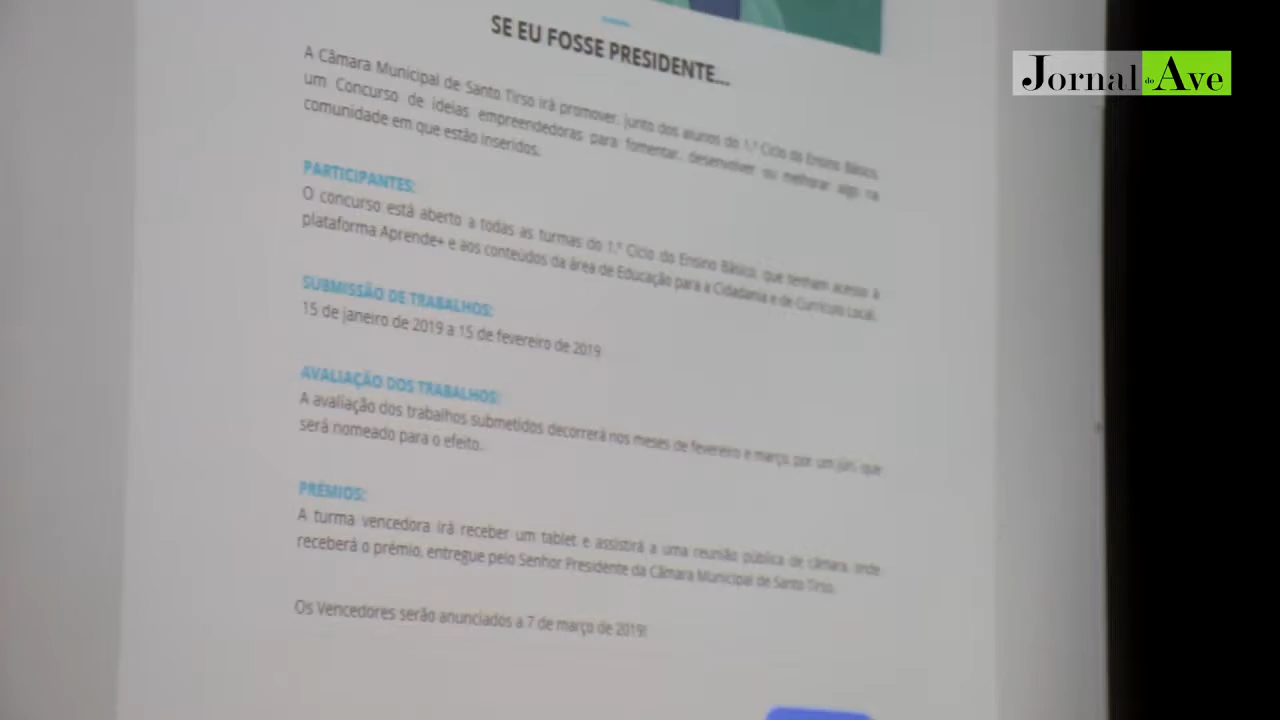 Jornal do Ave
SE EU FOSSE PRESIDENTE...
A Câmara Municipal de Santo Tirso irá promover, junto dos alunos do 1.º Ciclo do Ensino Básico,
um Concurso de ideias empreendedoras para fomentar, desenvolver ou melhorar algo na
comunidade em que estão inseridos.
PARTICIPANTES:
O concurso está aberto a todas as turmas do 1.º Ciclo do Ensino Básico, que tenham acesso à
plataforma Aprende+ e aos conteúdos da área de Educação para a Cidadania e de Currículo Local.
SUBMISSÃO DE TRABALHOS:
15 de janeiro de 2019 a 15 de fevereiro de 2019
AVALIAÇÃO DOS TRABALHOS:
A avaliação dos trabalhos submetidos decorrerá nos meses de fevereiro e março, por um júri, que
será nomeado para o efeito.
PRÉMIOS:
A turma vencedora irá receber um tablet e assistirá a uma reunião pública de câmara, onde
receberá o prémio, entregue pelo Senhor Presidente da Câmara Municipal de Santo Tirso.
Os Vencedores serão anunciados a 7 de março de 2019!